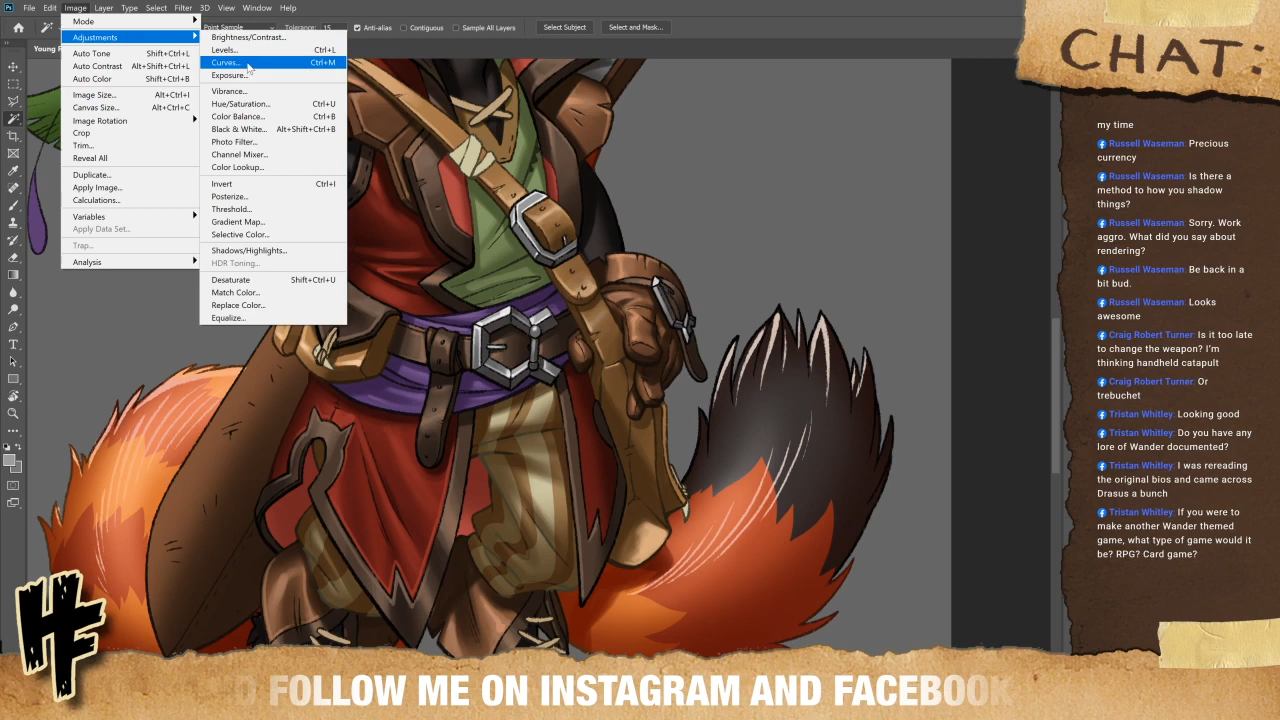 Ps File Edit Image Layer Type Select Filter 3D View Window Help
Point Sample Tolerance: 15 Anti-alias Contiguous Sample All Layers Select Subject Select and Mask...
Young
Mode
Adjustments
Auto Tone Shift+Ctrl+L
Auto Contrast Alt+Shift+Ctrl+L
Auto Color Shift+Ctrl+B
Image Size... Alt+Ctrl+I
Canvas Size... Alt+Ctrl+C
Image Rotation
Crop
Trim...
Reveal All
Duplicate...
Apply Image...
Calculations...
Variables
Apply Data Set...
Trap...
Analysis
Brightness/Contrast...
Levels... Ctrl+L
Curves... Ctrl+M
Exposure...
Vibrance...
Hue/Saturation... Ctrl+U
Color Balance... Ctrl+B
Black & White... Alt+Shift+Ctrl+B
Photo Filter...
Channel Mixer...
Color Lookup...
Invert Ctrl+I
Posterize...
Threshold...
Gradient Map...
Selective Color...
Shadows/Highlights...
HDR Toning...
Desaturate Shift+Ctrl+U
Match Color...
Replace Color...
Equalize...
CHAT:
my time
Russell Waseman: Precious
currency
Russell Waseman: Is there a
method to how you shadow
things?
Russell Waseman: Sorry. Work
aggro. What did you say about
rendering?
Russell Waseman: Be back in a
bit bud.
Russell Waseman: Looks
awesome
Craig Robert Turner: Is it too late
to change the weapon? I'm
thinking handheld catapult
Craig Robert Turner: Or
trebuchet
Tristan Whitley: Looking good
Tristan Whitley: Do you have any
lore of Wander documented?
Tristan Whitley: I was rereading
the original bios and came across
Drasus a bunch
Tristan Whitley: If you were to
make another Wander themed
game, what type of game would it
be? RPG? Card game?
HF
O FOLLOW ME ON INSTAGRAM AND FACEBOOK